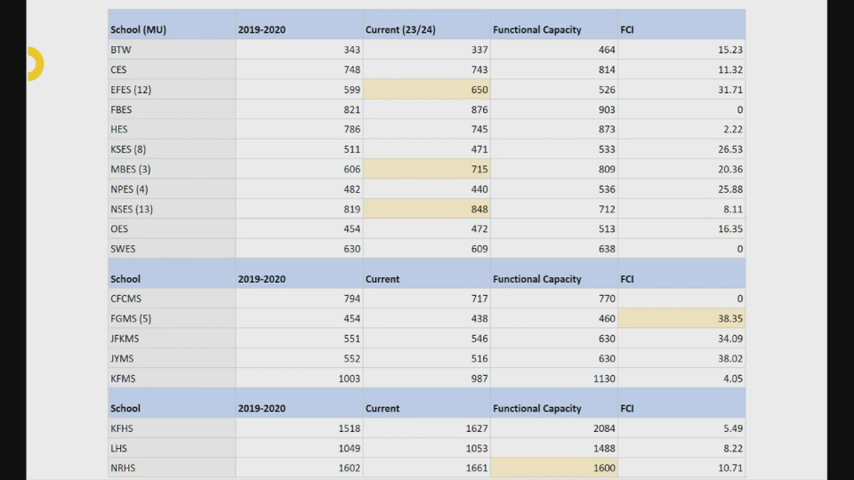 School (MU) 2019-2020 Current (23/24) Functional Capacity FCI
BTW 343 337 464 15.23
CES 748 743 814 11.32
EFES (12) 599 650 526 31.71
FBES 821 876 903 0
HES 786 745 873 2.22
KSES (8) 511 471 533 26.53
MBES (3) 606 715 809 20.36
NPES (4) 482 440 536 25.88
NSES (13) 819 848 712 8.11
OES 454 472 513 16.35
SWES 630 609 638 0
School 2019-2020 Current Functional Capacity FCI
CFCMS 794 717 770 0
FGMS (5) 454 438 460 38.35
JFKMS 551 546 630 34.09
JYMS 552 516 630 38.02
KFMS 1003 987 1130 4.05
School 2019-2020 Current Functional Capacity FCI
KFHS 1518 1627 2084 5.49
LHS 1049 1053 1488 8.22
NRHS 1602 1661 1600 10.71